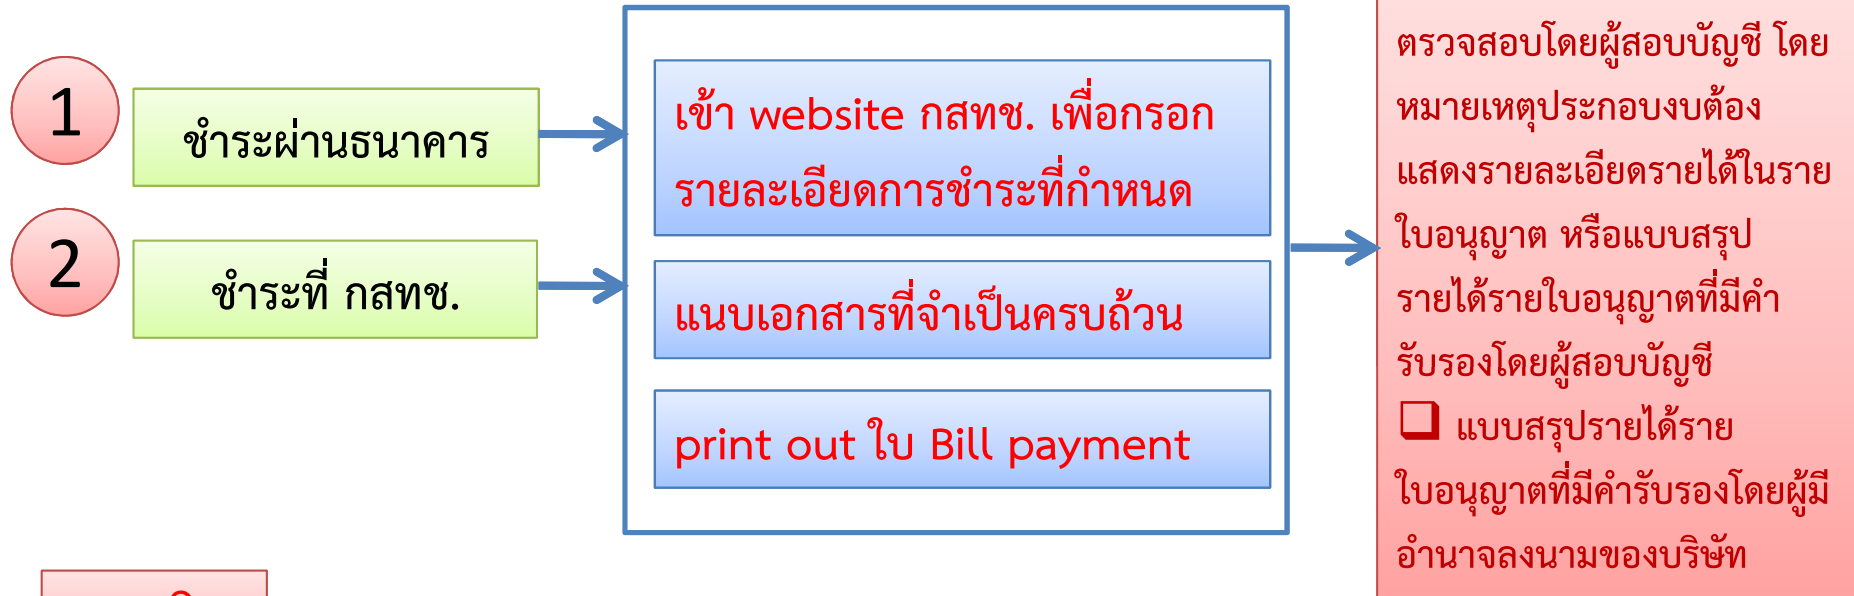 1
ชำระผ่านธนาคาร
2
ชำระที่ กสทช.
เข้า website กสทช. เพื่อกรอก
รายละเอียดการชำระที่กำหนด
แนบเอกสารที่จำเป็นครบถ้วน
print out ใบ Bill payment
ตรวจสอบโดยผู้สอบบัญชี โดย
หมายเหตุประกอบงบต้อง
แสดงรายละเอียดรายได้ในราย
ใบอนุญาต หรือแบบสรุป
รายได้รายใบอนุญาตที่มีคำ
รับรองโดยผู้สอบบัญชี
❑ แบบสรุปรายได้ราย
ใบอนุญาตที่มีคำรับรองโดยผู้มี
อำนาจลงนามของบริษัท